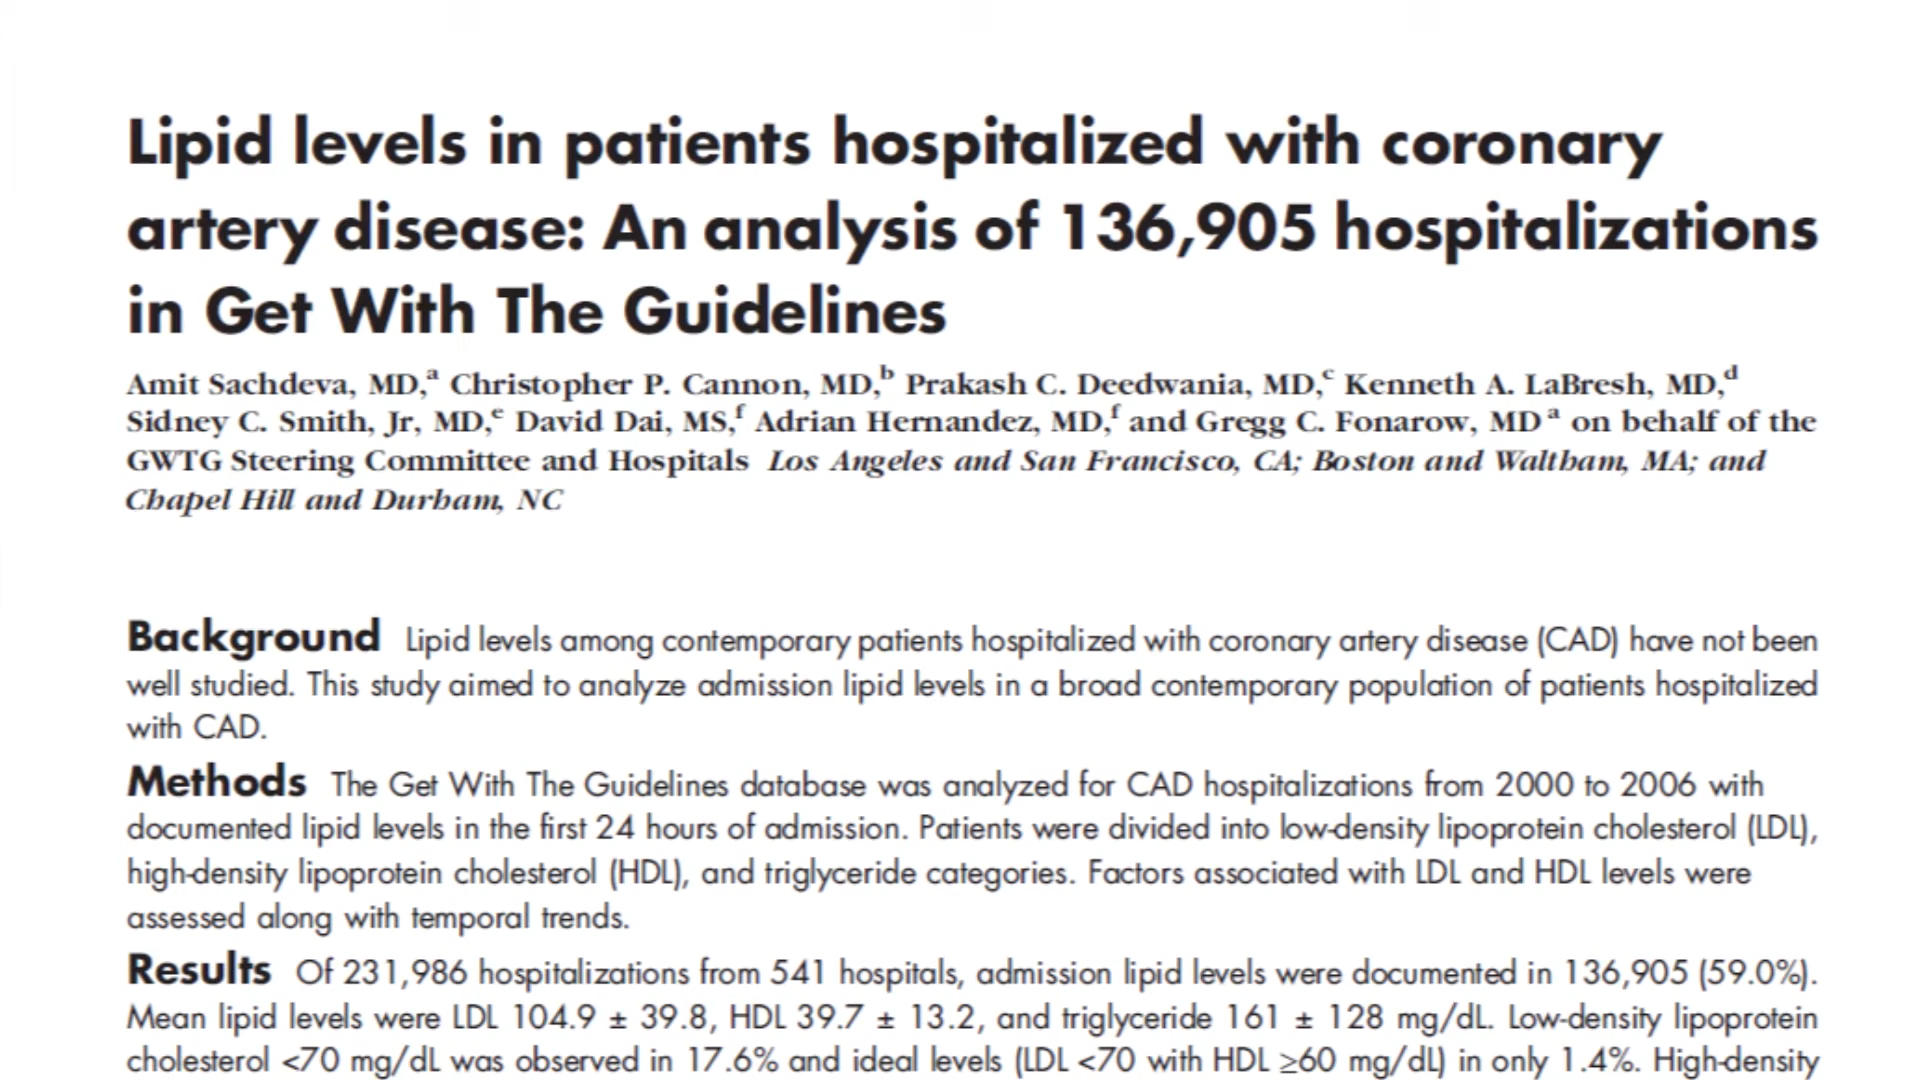 Lipid levels in patients hospitalized with coronary
artery disease: An analysis of 136,905 hospitalizations
in Get With The Guidelines
Amit Sachdeva, MD,ᵃ Christopher P. Cannon, MD,ᵇ Prakash C. Deedwania, MD,ᶜ Kenneth A. LaBresh, MD,ᵈ
Sidney C. Smith, Jr, MD,ᵉ David Dai, MS,ᶠ Adrian Hernandez, MD,ᶠ and Gregg C. Fonarow, MD ᵃ on behalf of the
GWTG Steering Committee and Hospitals Los Angeles and San Francisco, CA; Boston and Waltham, MA; and
Chapel Hill and Durham, NC
Background Lipid levels among contemporary patients hospitalized with coronary artery disease (CAD) have not been
well studied. This study aimed to analyze admission lipid levels in a broad contemporary population of patients hospitalized
with CAD.
Methods The Get With The Guidelines database was analyzed for CAD hospitalizations from 2000 to 2006 with
documented lipid levels in the first 24 hours of admission. Patients were divided into low-density lipoprotein cholesterol (LDL),
high-density lipoprotein cholesterol (HDL), and triglyceride categories. Factors associated with LDL and HDL levels were
assessed along with temporal trends.
Results Of 231,986 hospitalizations from 541 hospitals, admission lipid levels were documented in 136,905 (59.0%).
Mean lipid levels were LDL 104.9 ± 39.8, HDL 39.7 ± 13.2, and triglyceride 161 ± 128 mg/dL. Low-density lipoprotein
cholesterol <70 mg/dL was observed in 17.6% and ideal levels (LDL <70 with HDL ≥60 mg/dL) in only 1.4%. High-density